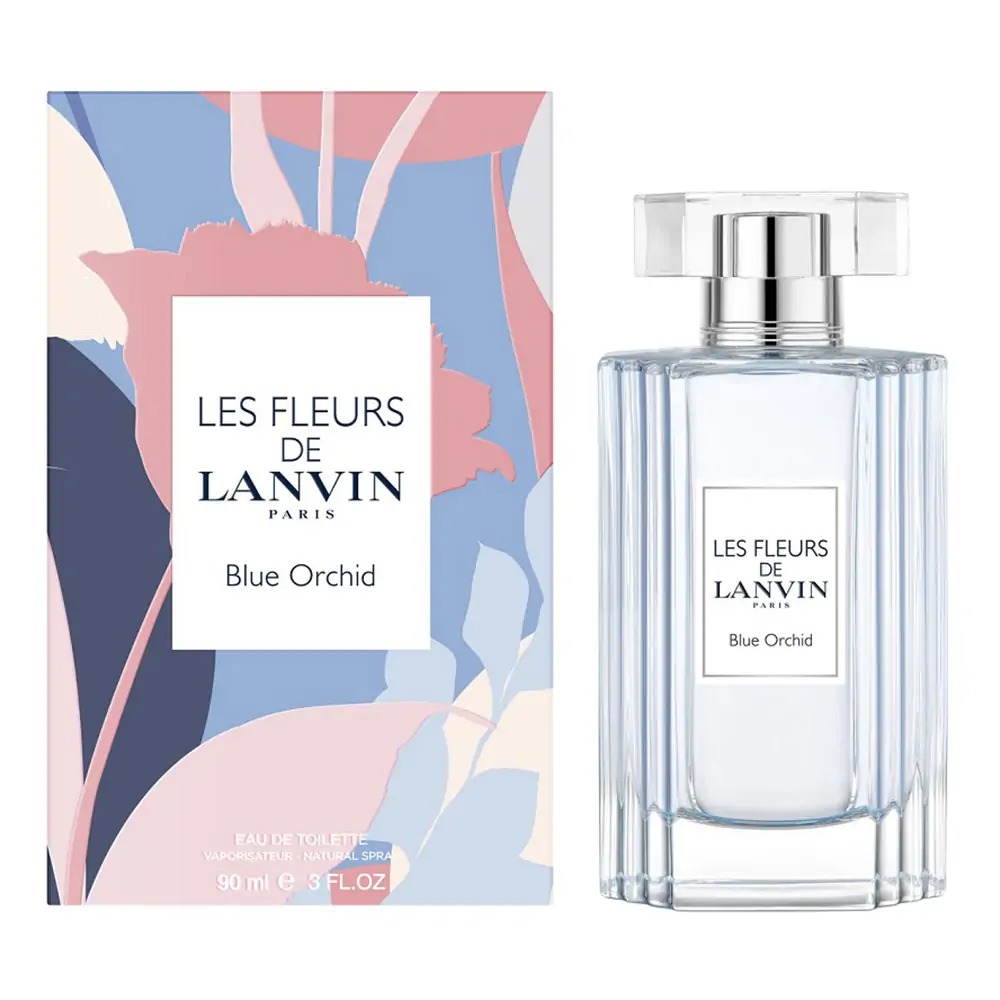 LES FLEURS
DE
LANVIN
PARIS
Blue Orchid
EAU DE TOILETTE
VAPORISATEUR - NATURAL SPRA
90 ml e 3 FL.OZ
LES FLEURS
DE
LANVIN
PARIS
Blue Orchid